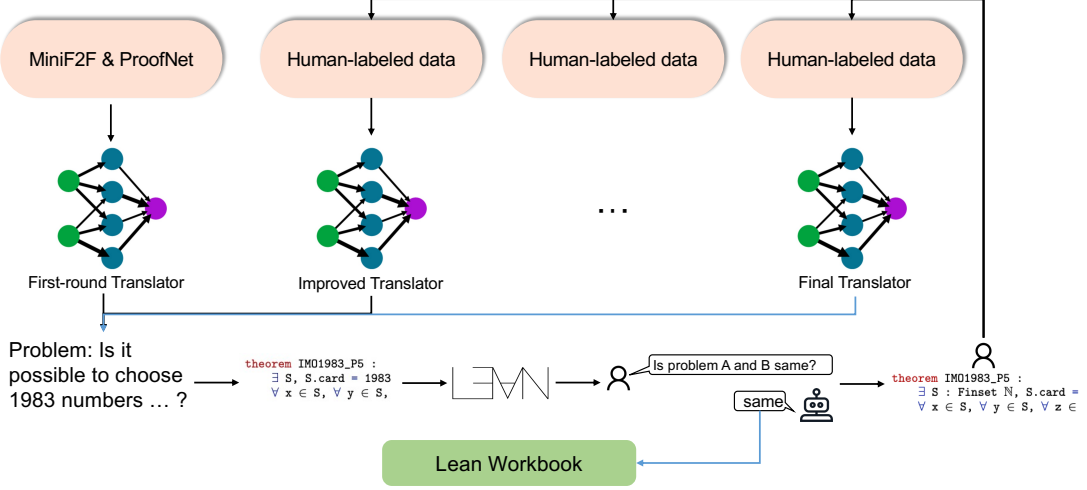 MiniF2F & ProofNet
Human-labeled data
Human-labeled data
Human-labeled data
...
First-round Translator
Improved Translator
Final Translator
Problem: Is it
possible to choose
1983 numbers ... ?
theorem IMO1983_P5 :
∃ S, S.card = 1983
∀ x ∈ S, ∀ y ∈ S,
L∃∀N
Is problem A and B same?
same
theorem IMO1983_P5 :
∃ S : Finset ℕ, S.card =
∀ x ∈ S, ∀ y ∈ S, ∀ z ∈
Lean Workbook